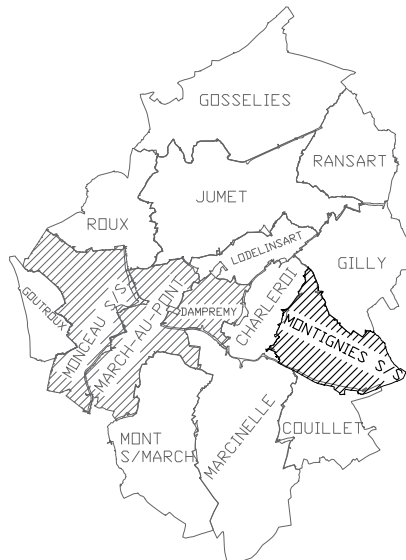 GOSSELIES
RANSART
JUMET
ROUX
LODELINSART
GILLY
GOUTROUX
MONCEAU S/S
MARCH-AU-PONT
DAMPREMY
CHARLEROI
MONTIGNIES S/S
MONT
S/MARCH
MARCINELLE
COUILLET